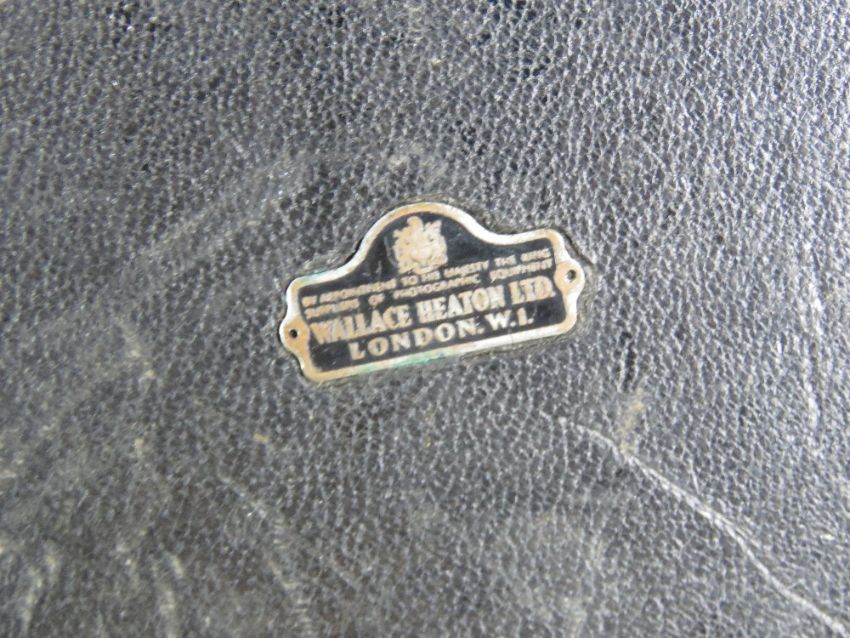 BY APPOINTMENT TO HIS MAJESTY THE KING
SUPPLIERS OF PHOTOGRAPHIC EQUIPMENT
WALLACE HEATON LTD.
LONDON. W.1.